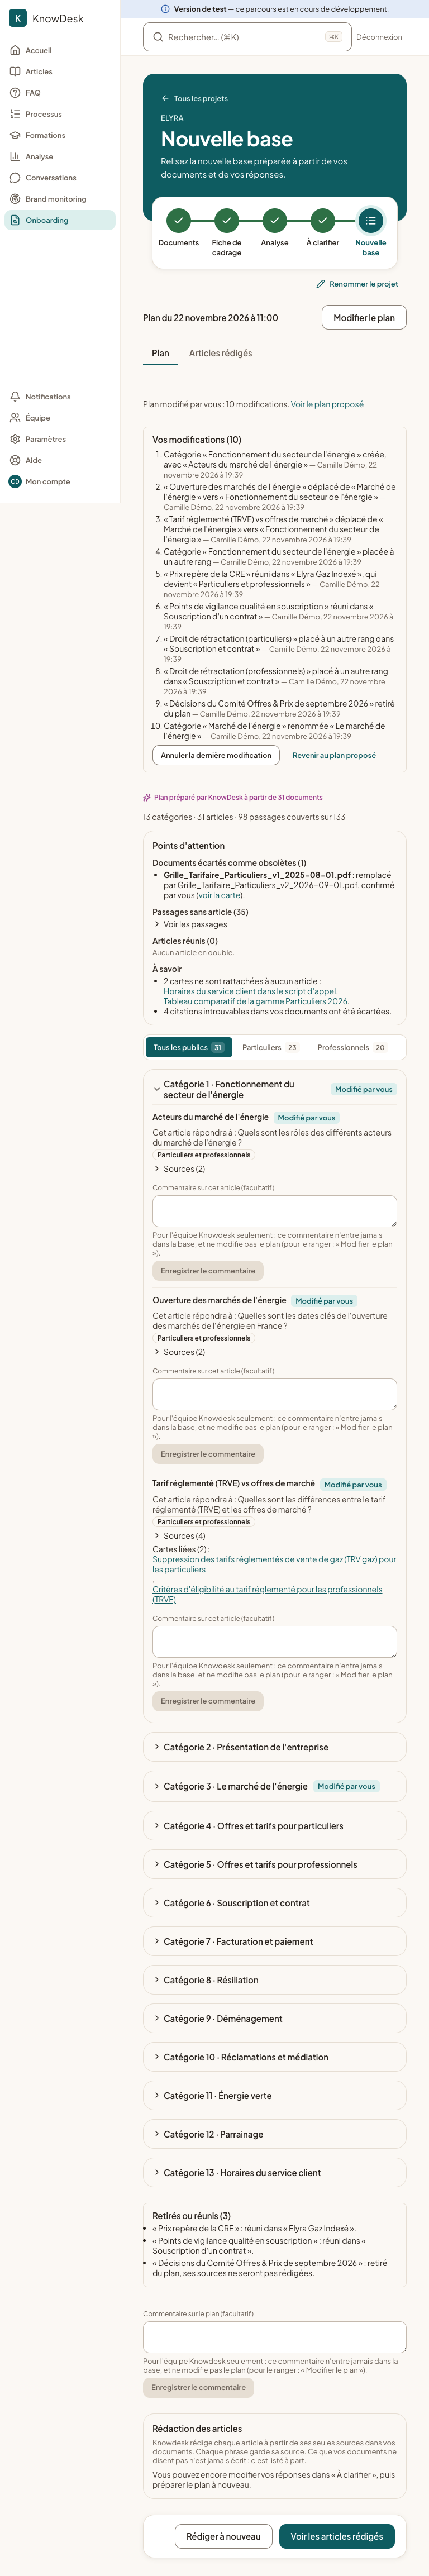 K KnowDesk
Accueil
Articles
FAQ
Processus
Formations
Analyse
Conversations
Brand monitoring
Onboarding
Notifications
Équipe
Paramètres
Aide
CD Mon compte
Version de test — ce parcours est en cours de développement.
Rechercher… (⌘K) ⌘K Déconnexion
← Tous les projets
ELYRA
Nouvelle base
Relisez la nouvelle base préparée à partir de vos
documents et de vos réponses.
Documents
Fiche de
cadrage
Analyse
À clarifier
Nouvelle
base
Renommer le projet
Plan du 22 novembre 2026 à 11:00
Modifier le plan
Plan Articles rédigés
Plan modifié par vous : 10 modifications. Voir le plan proposé
Vos modifications (10)
1. Catégorie « Fonctionnement du secteur de l'énergie » créée,
avec « Acteurs du marché de l'énergie » — Camille Démo, 22
novembre 2026 à 19:39
2. « Ouverture des marchés de l'énergie » déplacé de « Marché de
l'énergie » vers « Fonctionnement du secteur de l'énergie » —
Camille Démo, 22 novembre 2026 à 19:39
3. « Tarif réglementé (TRVE) vs offres de marché » déplacé de «
Marché de l'énergie » vers « Fonctionnement du secteur de
l'énergie » — Camille Démo, 22 novembre 2026 à 19:39
4. Catégorie « Fonctionnement du secteur de l'énergie » placée à
un autre rang — Camille Démo, 22 novembre 2026 à 19:39
5. « Prix repère de la CRE » réuni dans « Elyra Gaz Indexé », qui
devient « Particuliers et professionnels » — Camille Démo, 22
novembre 2026 à 19:39
6. « Points de vigilance qualité en souscription » réuni dans «
Souscription d'un contrat » — Camille Démo, 22 novembre 2026 à
19:39
7. « Droit de rétractation (particuliers) » placé à un autre rang dans
« Souscription et contrat » — Camille Démo, 22 novembre 2026 à
19:39
8. « Droit de rétractation (professionnels) » placé à un autre rang
dans « Souscription et contrat » — Camille Démo, 22 novembre
2026 à 19:39
9. « Décisions du Comité Offres & Prix de septembre 2026 » retiré
du plan — Camille Démo, 22 novembre 2026 à 19:39
10. Catégorie « Marché de l'énergie » renommée « Le marché de
l'énergie » — Camille Démo, 22 novembre 2026 à 19:39
Annuler la dernière modification Revenir au plan proposé
Plan préparé par KnowDesk à partir de 31 documents
13 catégories · 31 articles · 98 passages couverts sur 133
Points d'attention
Documents écartés comme obsolètes (1)
• Grille_Tarifaire_Particuliers_v1_2025-08-01.pdf : remplacé
par Grille_Tarifaire_Particuliers_v2_2026-09-01.pdf, confirmé
par vous (voir la carte).
Passages sans article (35)
Voir les passages
Articles réunis (0)
Aucun article en double.
À savoir
• 2 cartes ne sont rattachées à aucun article :
Horaires du service client dans le script d'appel,
Tableau comparatif de la gamme Particuliers 2026.
• 4 citations introuvables dans vos documents ont été écartées.
Tous les publics 31 Particuliers 23 Professionnels 20
Catégorie 1 · Fonctionnement du
secteur de l'énergie
Modifié par vous
Acteurs du marché de l'énergie Modifié par vous
Cet article répondra à : Quels sont les rôles des différents acteurs
du marché de l'énergie ?
Particuliers et professionnels
Sources (2)
Commentaire sur cet article (facultatif)
Pour l'équipe Knowdesk seulement : ce commentaire n'entre jamais
dans la base, et ne modifie pas le plan (pour le ranger : « Modifier le plan
»).
Enregistrer le commentaire
Ouverture des marchés de l'énergie Modifié par vous
Cet article répondra à : Quelles sont les dates clés de l'ouverture
des marchés de l'énergie en France ?
Particuliers et professionnels
Sources (2)
Commentaire sur cet article (facultatif)
Pour l'équipe Knowdesk seulement : ce commentaire n'entre jamais
dans la base, et ne modifie pas le plan (pour le ranger : « Modifier le plan
»).
Enregistrer le commentaire
Tarif réglementé (TRVE) vs offres de marché Modifié par vous
Cet article répondra à : Quelles sont les différences entre le tarif
réglementé (TRVE) et les offres de marché ?
Particuliers et professionnels
Sources (4)
Cartes liées (2) :
Suppression des tarifs réglementés de vente de gaz (TRV gaz) pour
les particuliers
,
Critères d'éligibilité au tarif réglementé pour les professionnels
(TRVE)
Commentaire sur cet article (facultatif)
Pour l'équipe Knowdesk seulement : ce commentaire n'entre jamais
dans la base, et ne modifie pas le plan (pour le ranger : « Modifier le plan
»).
Enregistrer le commentaire
Catégorie 2 · Présentation de l'entreprise
Catégorie 3 · Le marché de l'énergie Modifié par vous
Catégorie 4 · Offres et tarifs pour particuliers
Catégorie 5 · Offres et tarifs pour professionnels
Catégorie 6 · Souscription et contrat
Catégorie 7 · Facturation et paiement
Catégorie 8 · Résiliation
Catégorie 9 · Déménagement
Catégorie 10 · Réclamations et médiation
Catégorie 11 · Énergie verte
Catégorie 12 · Parrainage
Catégorie 13 · Horaires du service client
Retirés ou réunis (3)
• « Prix repère de la CRE » : réuni dans « Elyra Gaz Indexé ».
• « Points de vigilance qualité en souscription » : réuni dans «
Souscription d'un contrat ».
• « Décisions du Comité Offres & Prix de septembre 2026 » : retiré
du plan, ses sources ne seront pas rédigées.
Commentaire sur le plan (facultatif)
Pour l'équipe Knowdesk seulement : ce commentaire n'entre jamais dans la
base, et ne modifie pas le plan (pour le ranger : « Modifier le plan »).
Enregistrer le commentaire
Rédaction des articles
Knowdesk rédige chaque article à partir de ses seules sources dans vos
documents. Chaque phrase garde sa source. Ce que vos documents ne
disent pas n'est jamais écrit : c'est listé à part.
Vous pouvez encore modifier vos réponses dans « À clarifier », puis
préparer le plan à nouveau.
Rédiger à nouveau Voir les articles rédigés